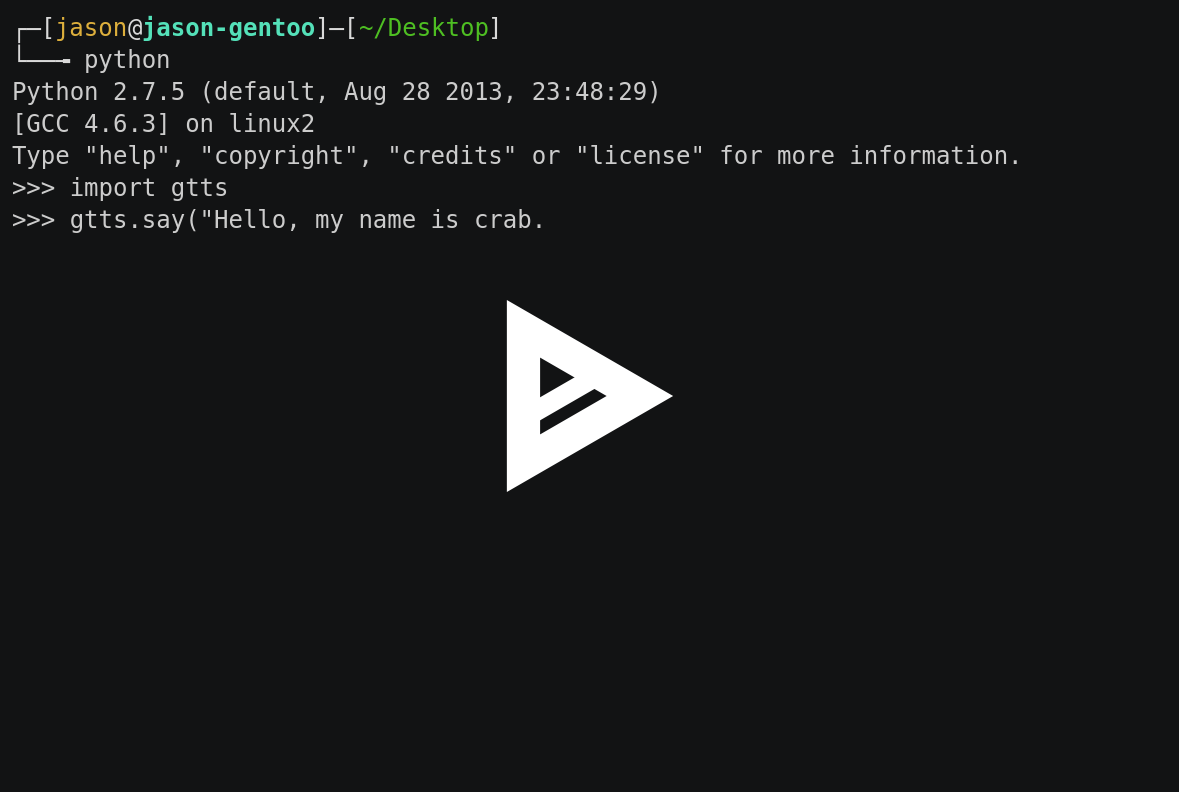 ┌─[jason@jason-gentoo]─[~/Desktop]
└──╼ python
Python 2.7.5 (default, Aug 28 2013, 23:48:29)
[GCC 4.6.3] on linux2
Type "help", "copyright", "credits" or "license" for more information.
>>> import gtts
>>> gtts.say("Hello, my name is crab.